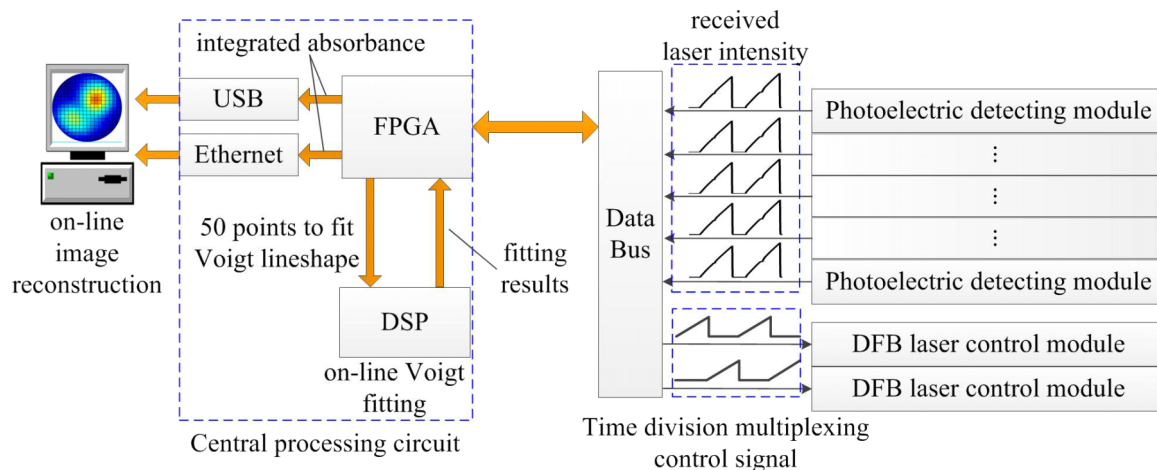 integrated absorbance
USB
Ethernet
FPGA
50 points to fit
Voigt lineshape
fitting
results
DSP
on-line Voigt
fitting
Central processing circuit
on-line
image
reconstruction
received
laser intensity
Data
Bus
Photoelectric detecting module
⋮
⋮
Photoelectric detecting module
DFB laser control module
DFB laser control module
Time division multiplexing
control signal